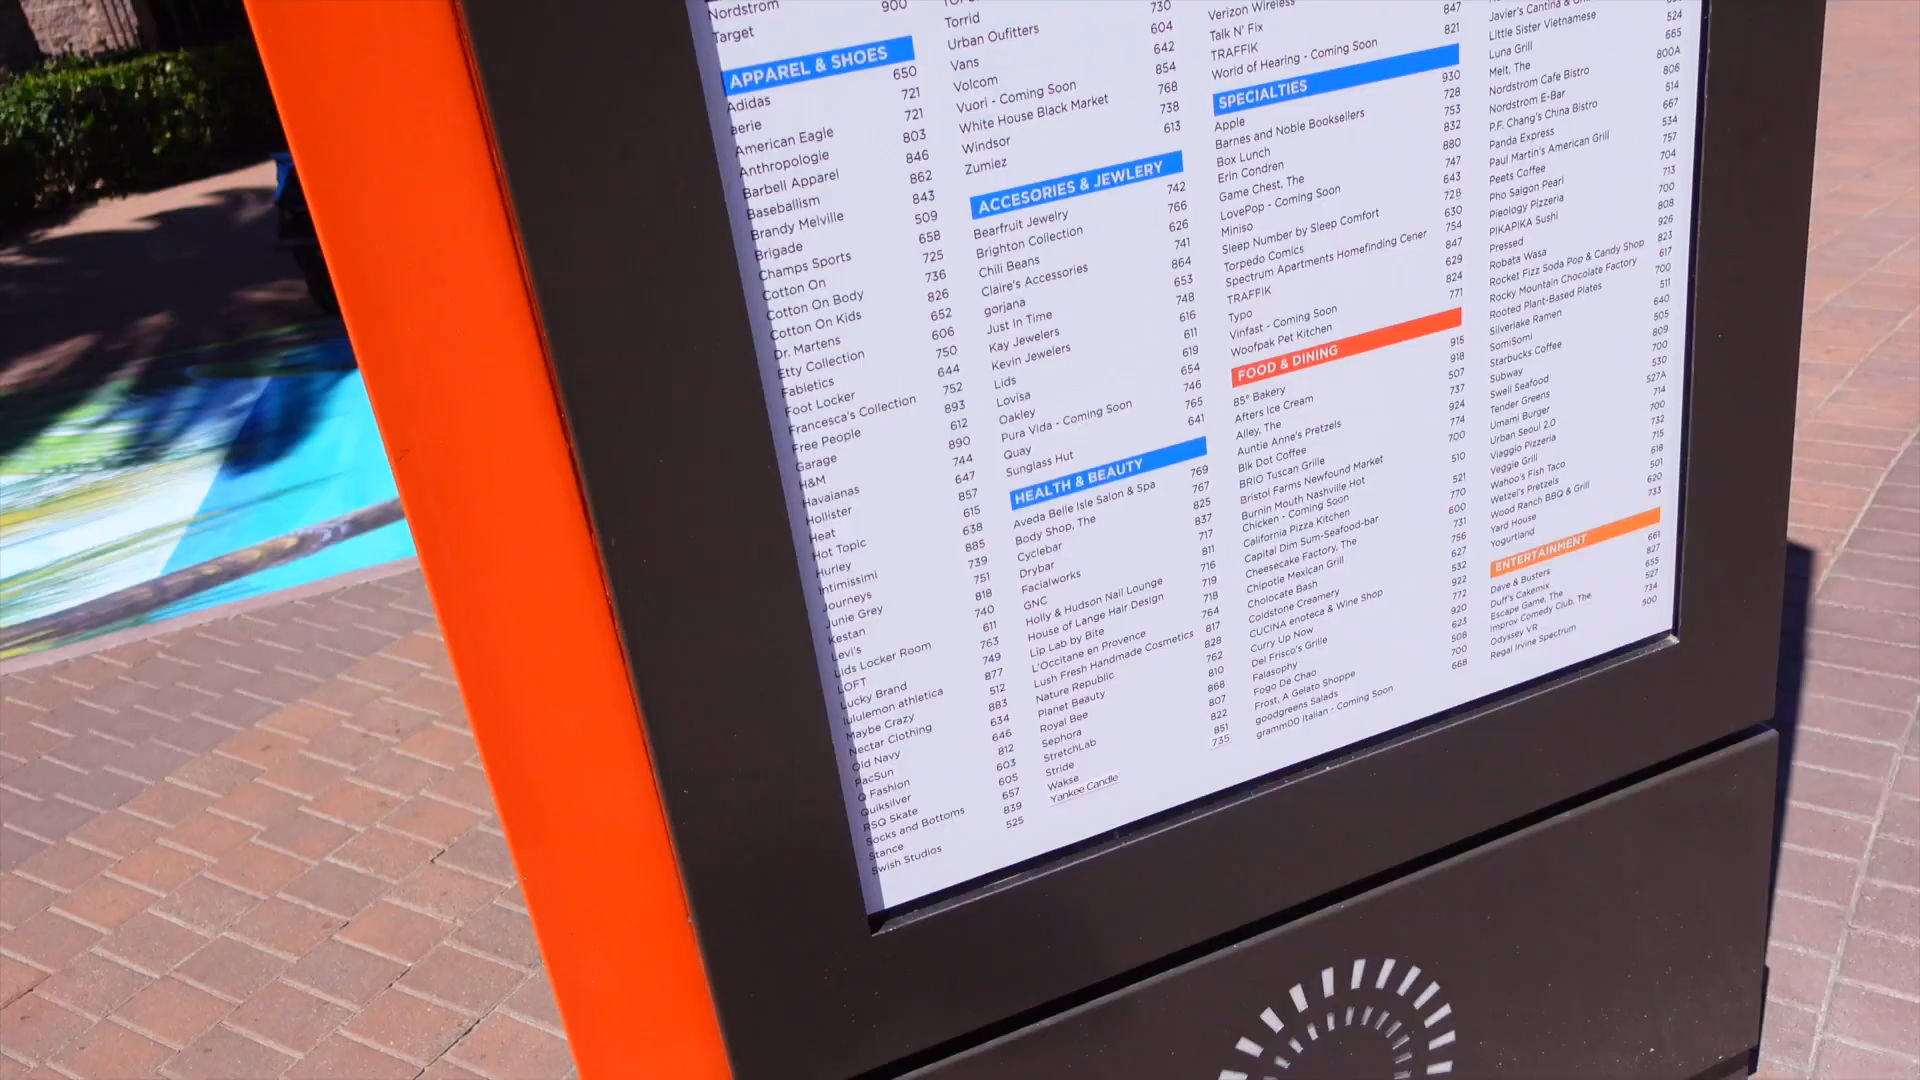 Nordstrom 900
Target
APPAREL & SHOES
Adidas 650
aerie 721
American Eagle 721
Anthropologie 803
Barbell Apparel 846
Baseballism 862
Brandy Melville 843
Brigade 509
Champs Sports 658
Cotton On 725
Cotton On Body 736
Cotton On Kids 826
Dr. Martens 652
Etty Collection 606
Fabletics 750
Foot Locker 644
Francesca's Collection 752
Free People 893
Garage 612
H&M 890
Havaianas 744
Hollister 647
Heat 857
Hot Topic 615
Hurley 638
Intimissimi 885
Journeys 739
Junie Grey 751
Kestan 818
Levi's 740
Lids Locker Room 611
LOFT 763
Lucky Brand 749
lululemon athletica 877
Maybe Crazy 512
Nectar Clothing 883
Old Navy 634
PacSun 646
Q Fashion 812
Quiksilver 603
RSQ Skate 605
Socks and Bottoms 657
Stance 839
Swish Studios 525
Torrid
Urban Oufitters 730
Vans 604
Volcom 642
Vuori - Coming Soon 854
White House Black Market 768
Windsor 738
Zumiez 613
ACCESORIES & JEWLERY
Bearfruit Jewelry 742
Brighton Collection 766
Chili Beans 626
Claire's Accessories 741
gorjana 864
Just In Time 653
Kay Jewelers 748
Kevin Jewelers 616
Lids 611
Lovisa 619
Oakley 654
Pura Vida - Coming Soon 746
Quay 765
Sunglass Hut 641
HEALTH & BEAUTY
Aveda Belle Isle Salon & Spa 769
Body Shop, The 767
Cyclebar 825
Drybar 837
Facialworks 717
GNC 811
Holly & Hudson Nail Lounge 716
House of Lange Hair Design 719
Lip Lab by Bite 718
L'Occitane en Provence 764
Lush Fresh Handmade Cosmetics 817
Nature Republic 828
Planet Beauty 762
Royal Bee 810
Sephora 868
StretchLab 807
Stride 822
Wakse 851
Yankee Candle 735
Verizon Wireless
Talk N' Fix
TRAFFIK 847
World of Hearing - Coming Soon 821
SPECIALTIES
Apple 930
Barnes and Noble Booksellers 728
Box Lunch 753
Erin Condren 832
Game Chest, The 880
LovePop - Coming Soon 747
Miniso 643
Sleep Number by Sleep Comfort 728
Torpedo Comics 630
Spectrum Apartments Homefinding Cener 754
TRAFFIK 847
Typo 629
Vinfast - Coming Soon 824
Woofpak Pet Kitchen 771
FOOD & DINING
85° Bakery 915
Afters Ice Cream 918
Alley, The 507
Auntie Anne's Pretzels 737
Blk Dot Coffee 924
BRIO Tuscan Grille 774
Bristol Farms Newfound Market 700
Burnin Mouth Nashville Hot 510
Chicken - Coming Soon
California Pizza Kitchen 521
Capital Dim Sum-Seafood-bar 770
Cheesecake Factory, The 600
Chipotle Mexican Grill 731
Cholocate Bash 756
Coldstone Creamery 627
CUCINA enoteca & Wine Shop 532
Curry Up Now 922
Del Frisco's Grille 772
Falasophy 920
Fogo De Chao 623
Frost, A Gelato Shoppe 508
goodgreens Salads 700
gramm00 Italian - Coming Soon 668
Javier's Cantina &
Little Sister Vietnamese
Luna Grill 524
Melt, The 665
Nordstrom Cafe Bistro 800A
Nordstrom E-Bar 806
P.F. Chang's China Bistro 514
Panda Express 667
Paul Martin's American Grill 534
Peets Coffee 757
Pho Saigon Pearl 704
Pieology Pizzeria 713
PIKAPIKA Sushi 700
Pressed 808
Robata Wasa 926
Rocket Fizz Soda Pop & Candy Shop 823
Rocky Mountain Chocolate Factory 617
Rooted Plant-Based Plates 700
Silverlake Ramen 511
SomiSomi 640
Starbucks Coffee 505
Subway 809
Swell Seafood 700
Tender Greens 530
Umami Burger 527A
Urban Seoul 2.0 714
Viaggio Pizzeria 700
Veggie Grill 732
Wahoo's Fish Taco 715
Wetzel's Pretzels 618
Wood Ranch BBQ & Grill 501
Yard House 620
Yogurtland 733
ENTERTAINMENT
Dave & Busters 661
Duff's Cakemix 827
Escape Game, The 655
Improv Comedy Club, The 527
Odyssey VR 734
Regal Irvine Spectrum 500